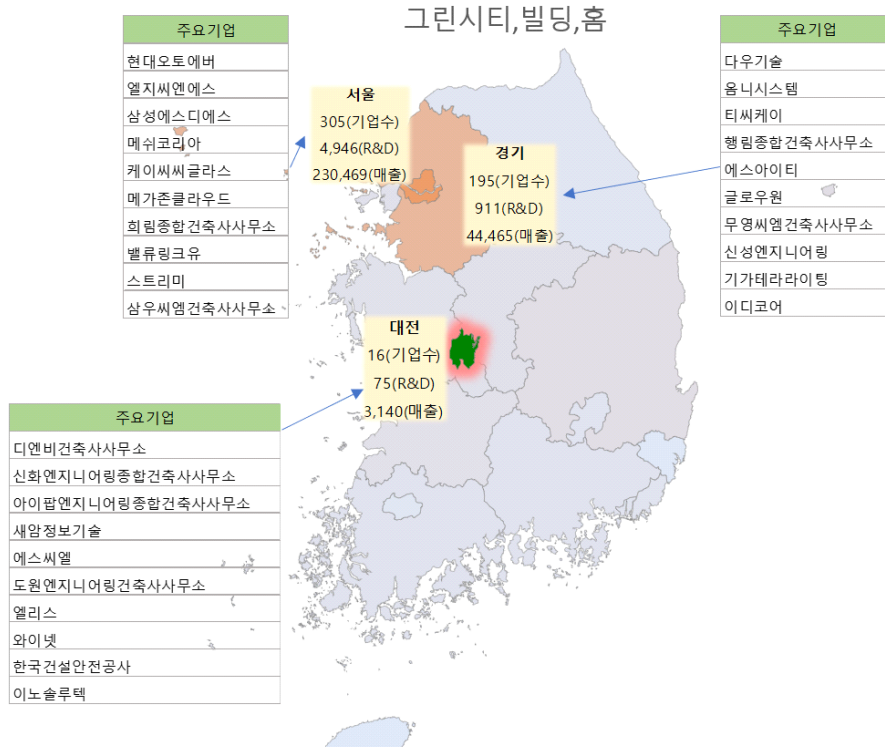 그린시티,빌딩,홈
주요기업
현대오토에버
엘지씨엔에스
삼성에스디에스
메쉬코리아
케이씨씨글라스
메가존클라우드
희림종합건축사사무소
밸류링크유
스트리미
삼우씨엠건축사사무소
서울
305(기업수)
4,946(R&D)
230,469(매출)
경기
195(기업수)
911(R&D)
44,465(매출)
주요기업
다우기술
옴니시스템
티씨케이
행림종합건축사사무소
에스아이티
글로우원
무영씨엠건축사사무소
신성엔지니어링
기가테라라이팅
이디코어
대전
16(기업수)
75(R&D)
3,140(매출)
주요기업
디엔비건축사사무소
신화엔지니어링종합건축사사무소
아이팝엔지니어링종합건축사사무소
새암정보기술
에스씨엘
도원엔지니어링건축사사무소
엘리스
와이넷
한국건설안전공사
이노솔루텍